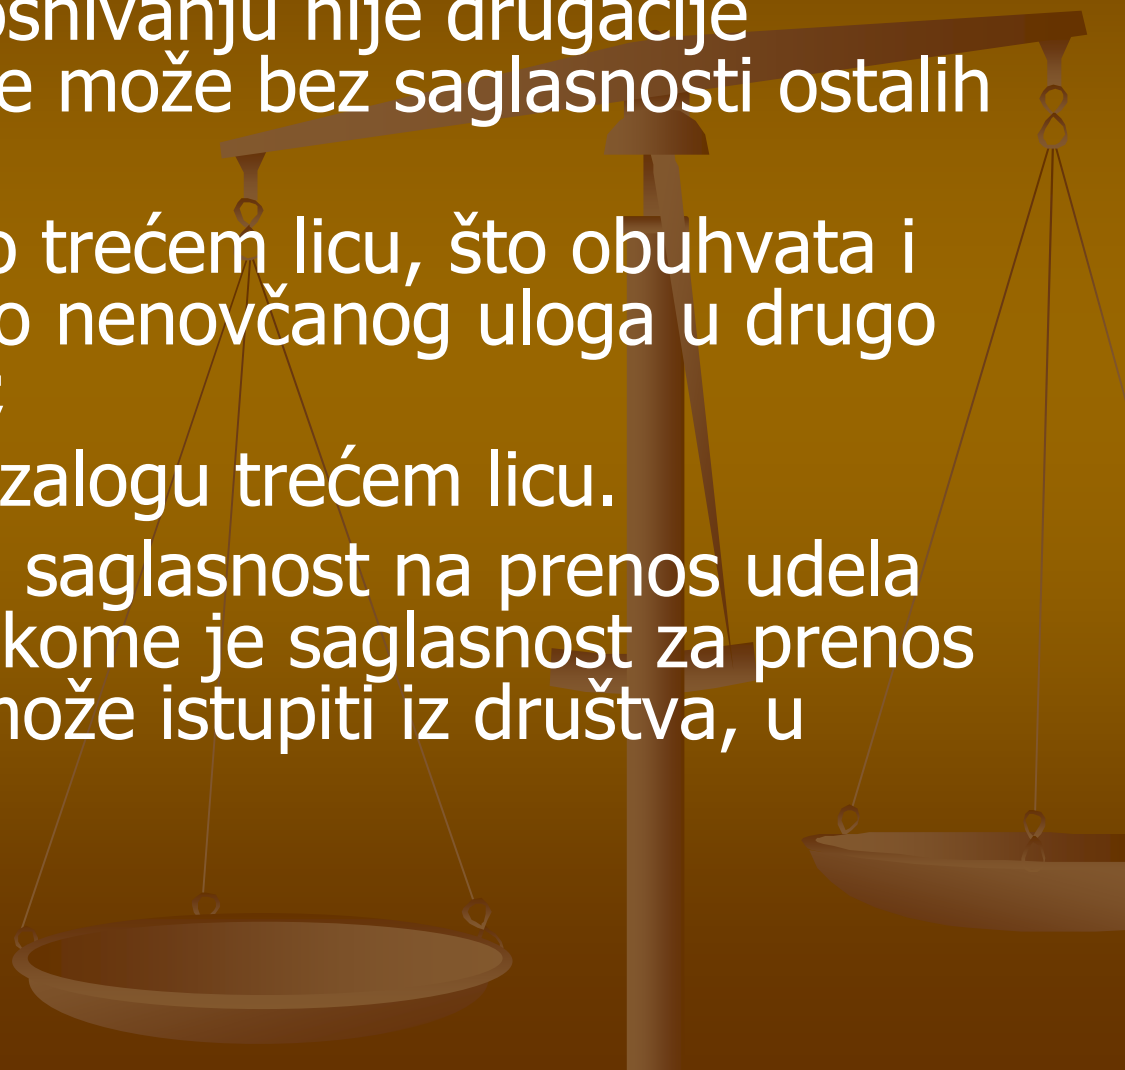 osnivanju nije drugačije
e može bez saglasnosti ostalih
o trećem licu, što obuhvata i
o nenovčanog uloga u drugo
;
zalogu trećem licu.
saglasnost na prenos udela
kome je saglasnost za prenos
može istupiti iz društva, u